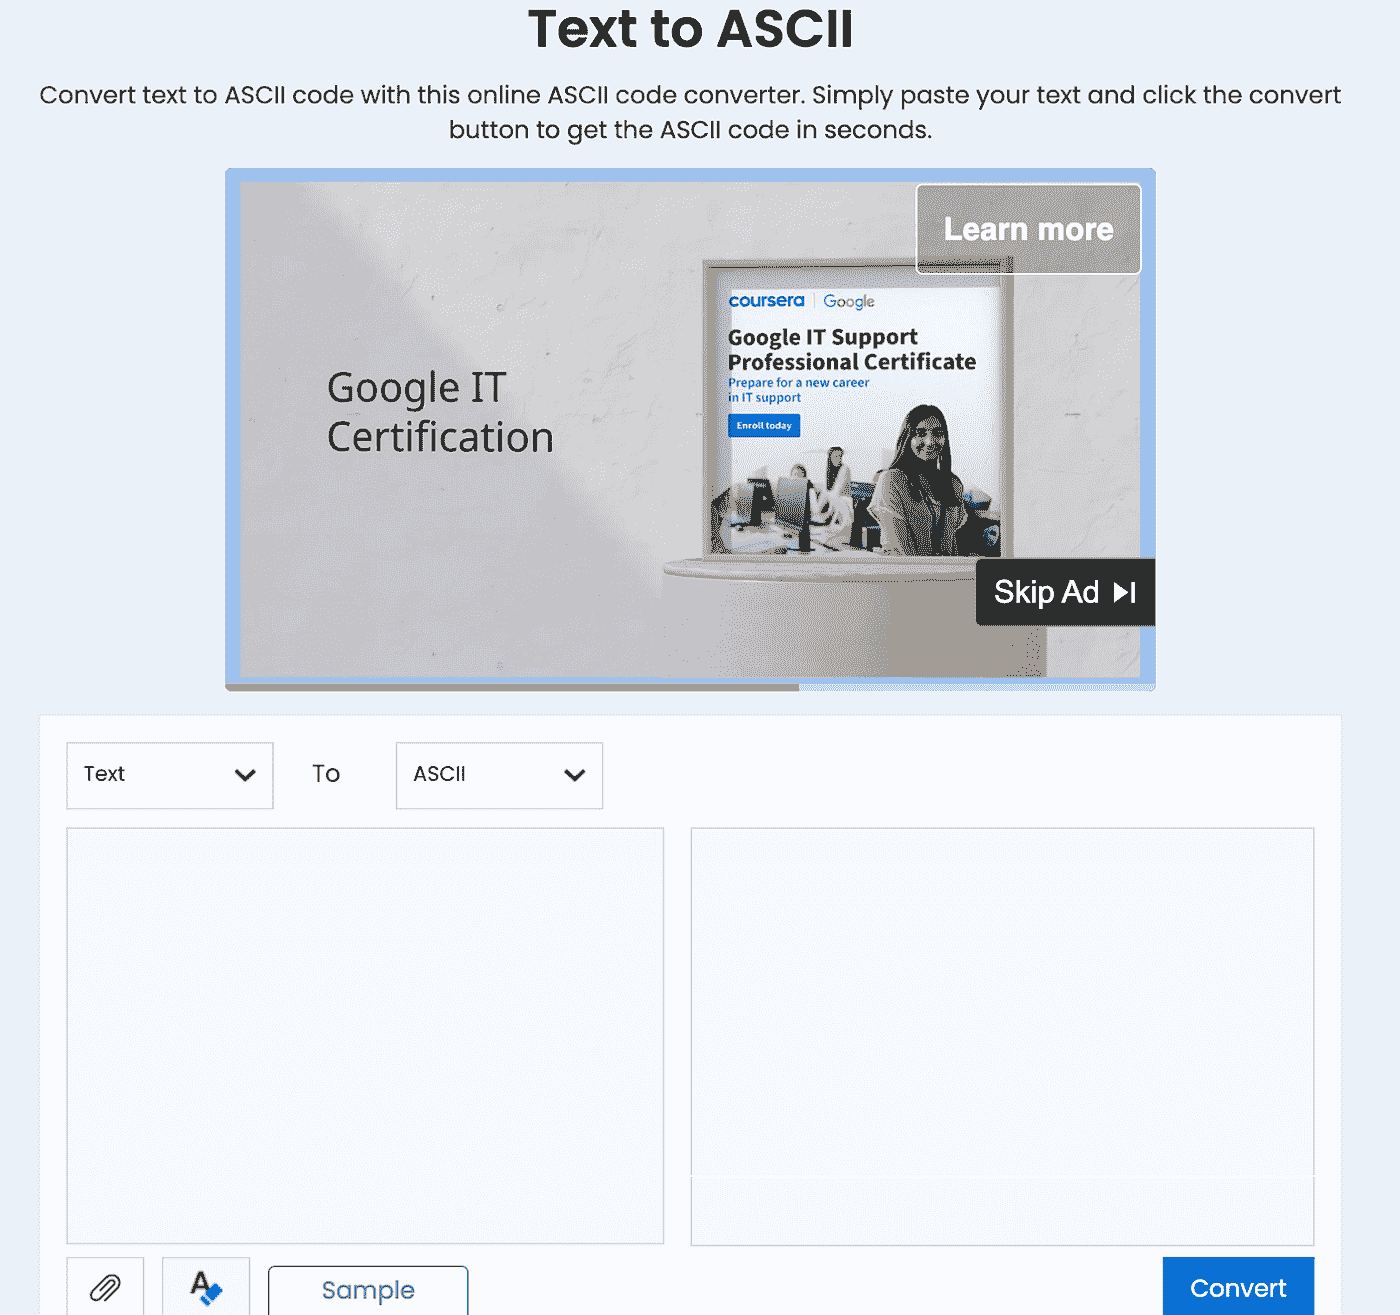 Text to ASCII
Convert text to ASCII code with this online ASCII code converter. Simply paste your text and click the convert
button to get the ASCII code in seconds.
Learn more
coursera | Google
Google IT Support
Professional Certificate
Prepare for a new career
in IT support
Enroll today
Google IT
Certification
Skip Ad
Text To ASCII
Sample Convert